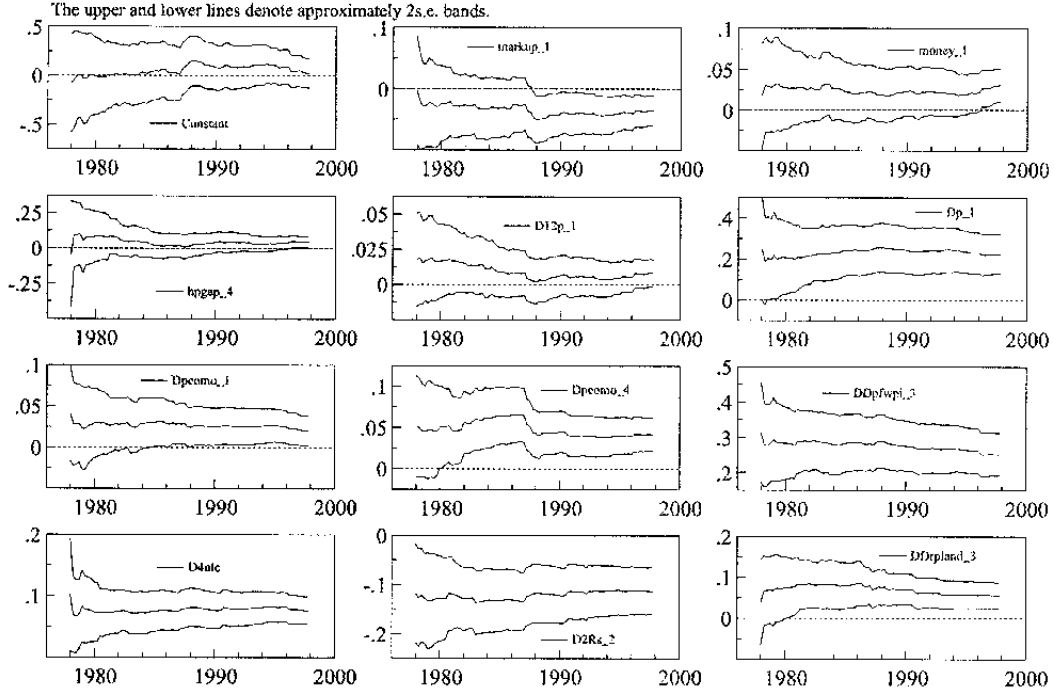 The upper and lower lines denote approximately 2s.e. bands.
.5
0
-.5
Constant
1980 1990 2000
.1
0
markup_1
1980 1990 2000
.1
.05
0
money_1
1980 1990 2000
.25
0
-.25
hpgap_4
1980 1990 2000
.05
.025
0
D12p_1
1980 1990 2000
.4
.2
0
Dp_1
1980 1990 2000
.1
.05
0
Dpcomo_1
1980 1990 2000
.1
.05
0
Dpcomo_4
1980 1990 2000
.5
.4
.3
.2
DDpfwpi_3
1980 1990 2000
.2
.1
D4ulc
1980 1990 2000
0
-.1
-.2
D2Rs_2
1980 1990 2000
.2
.1
0
DDrpland_3
1980 1990 2000